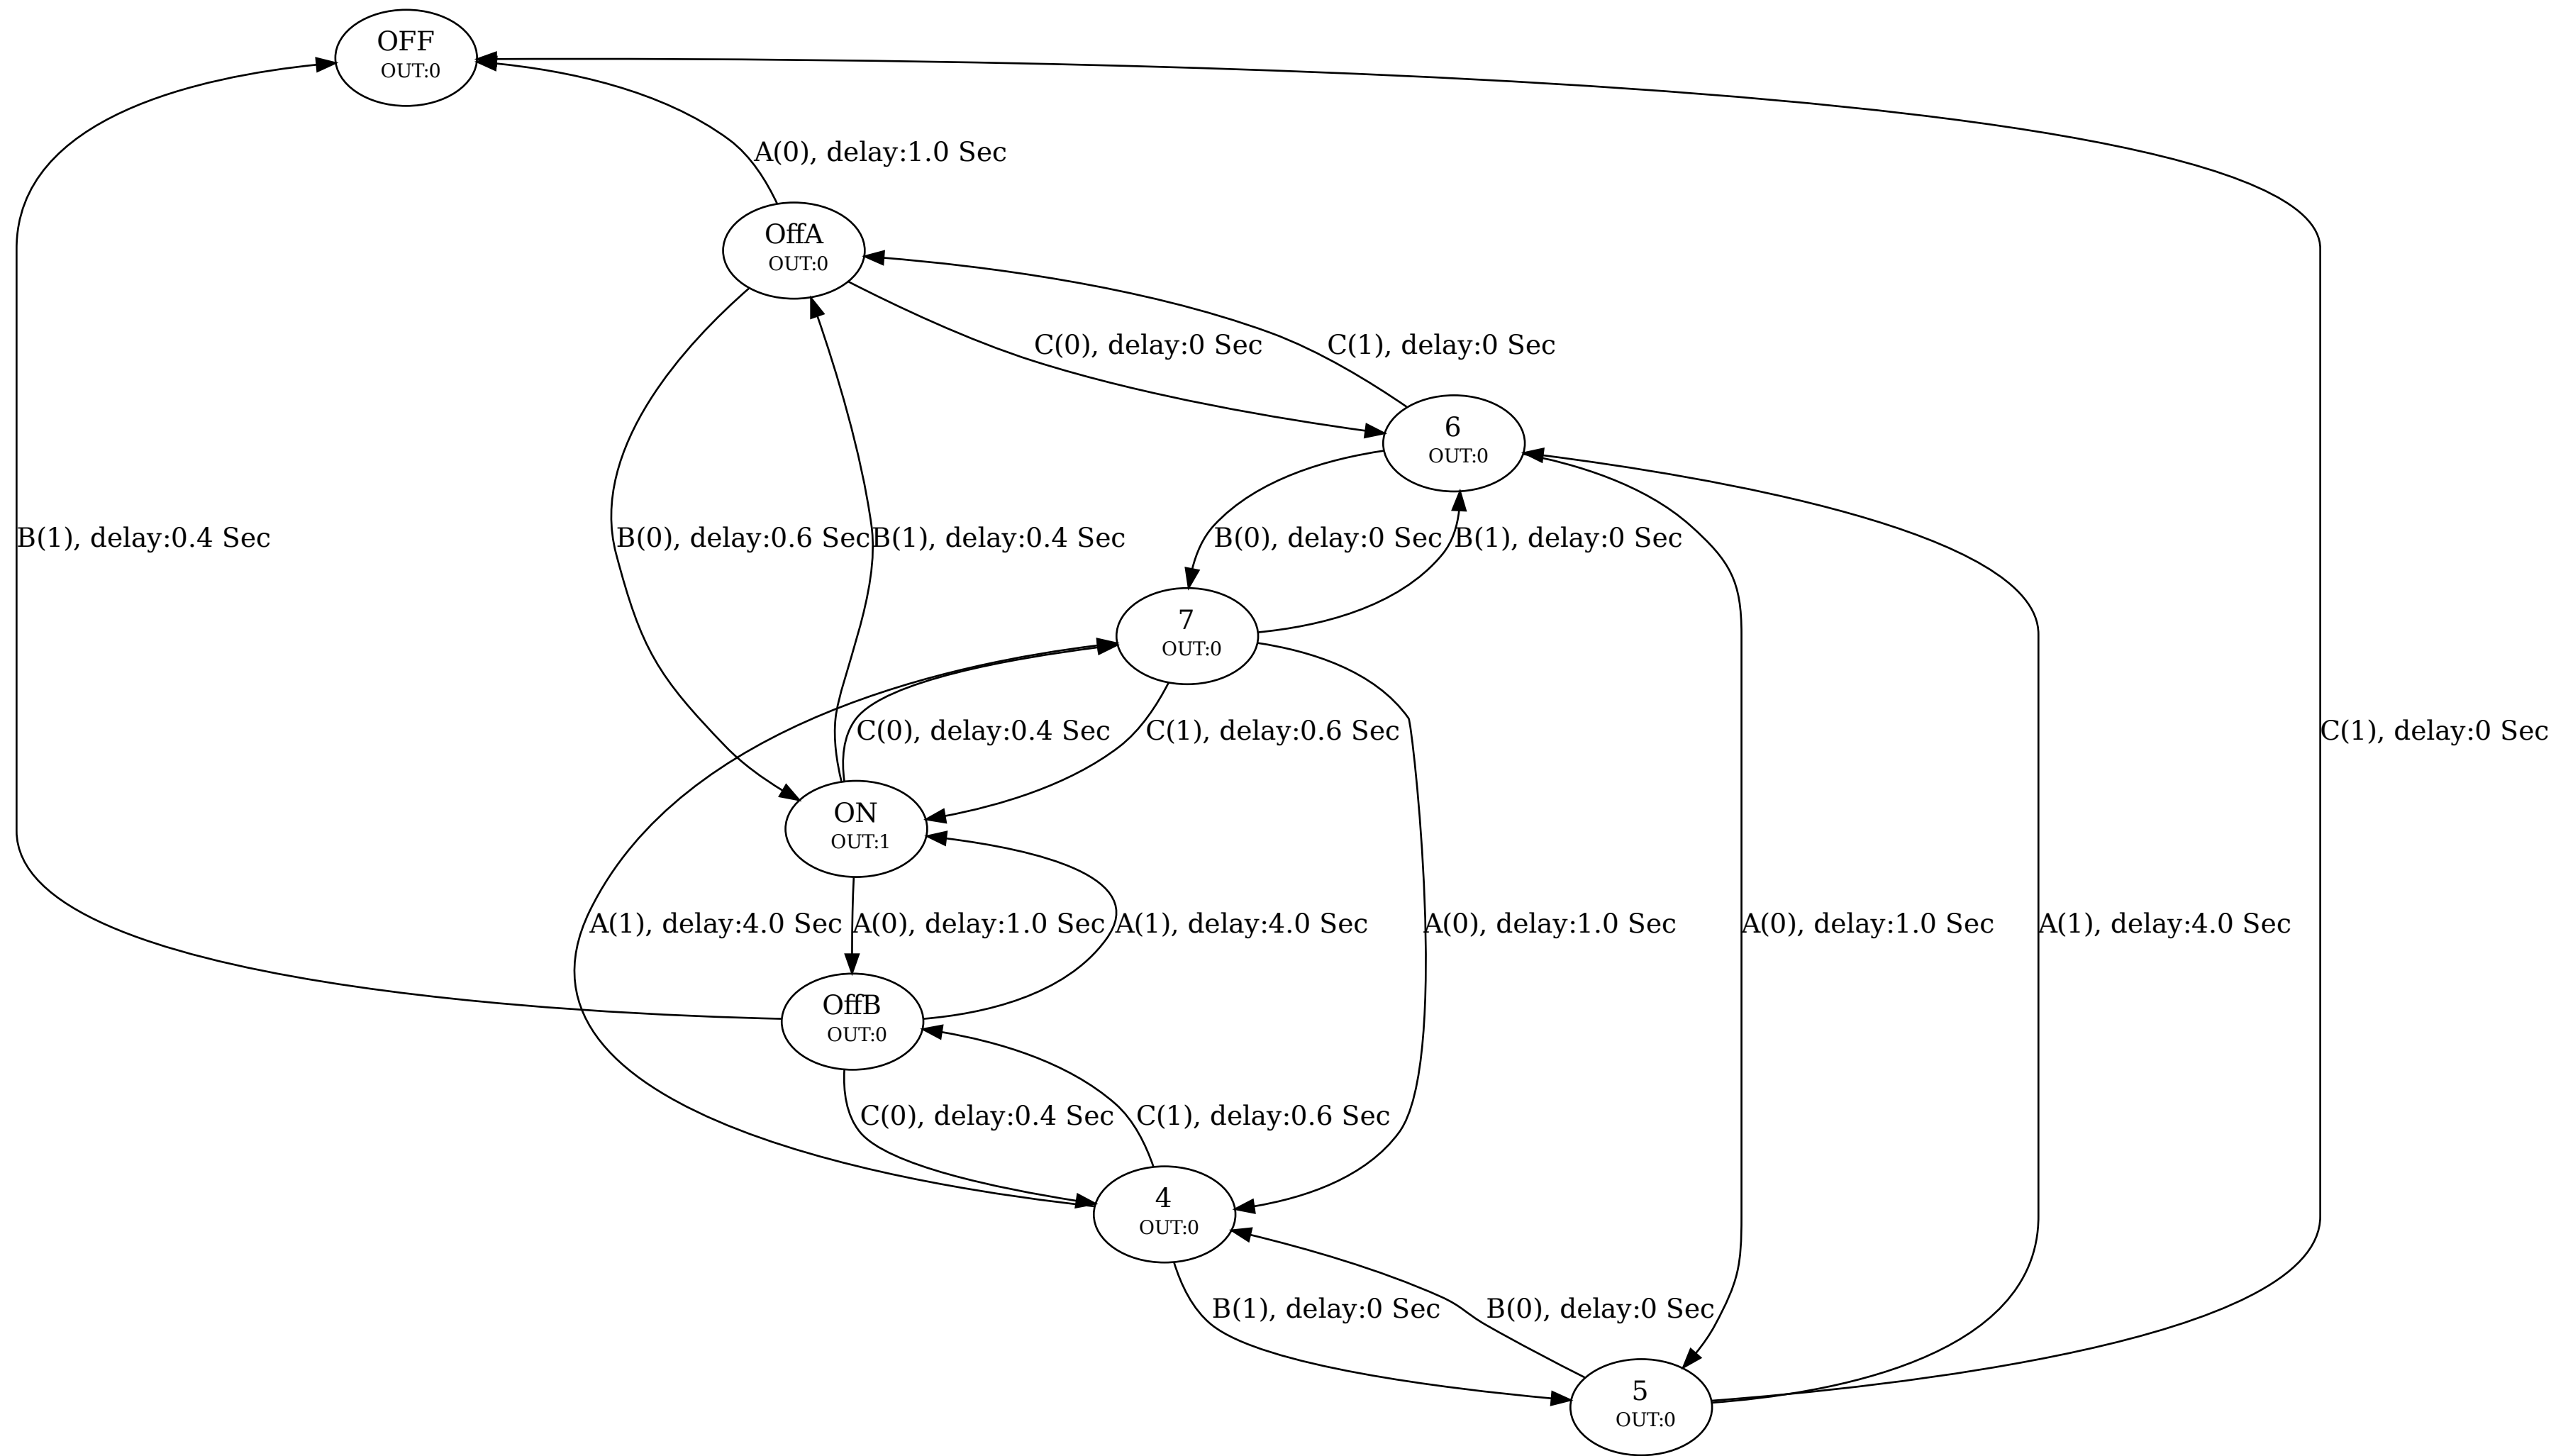 OFF
OUT:0
A(0), delay:1.0 Sec
OffA
OUT:0
C(0), delay:0 Sec
C(1), delay:0 Sec
6
OUT:0
B(1), delay:0.4 Sec
B(0), delay:0.6 Sec
B(1), delay:0.4 Sec
B(0), delay:0 Sec
B(1), delay:0 Sec
7
OUT:0
C(0), delay:0.4 Sec
C(1), delay:0.6 Sec
C(1), delay:0 Sec
ON
OUT:1
A(1), delay:4.0 Sec
A(0), delay:1.0 Sec
A(1), delay:4.0 Sec
A(0), delay:1.0 Sec
A(0), delay:1.0 Sec
A(1), delay:4.0 Sec
OffB
OUT:0
C(0), delay:0.4 Sec
C(1), delay:0.6 Sec
4
OUT:0
B(1), delay:0 Sec
B(0), delay:0 Sec
5
OUT:0